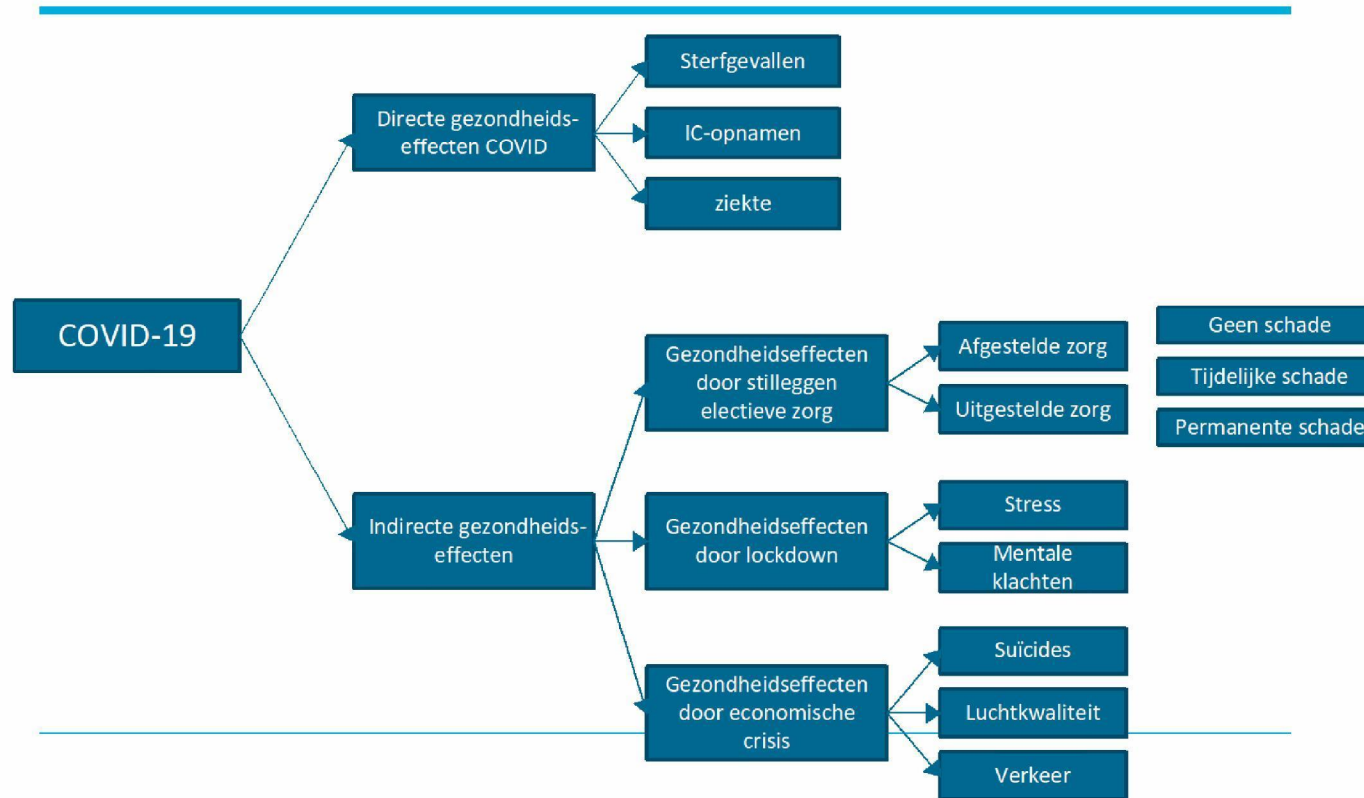 Sterfgevallen
Directe gezondheids-
effecten COVID
IC-opnamen
ziekte
COVID-19
Gezondheidseffecten
door stilleggen
electieve zorg
Afgestelde zorg
Uitgestelde zorg
Geen schade
Tijdelijke schade
Permanente schade
Indirecte gezondheids-
effecten
Gezondheidseffecten
door lockdown
Stress
Mentale
klachten
Gezondheidseffecten
door economische
crisis
Suïcides
Luchtkwaliteit
Verkeer